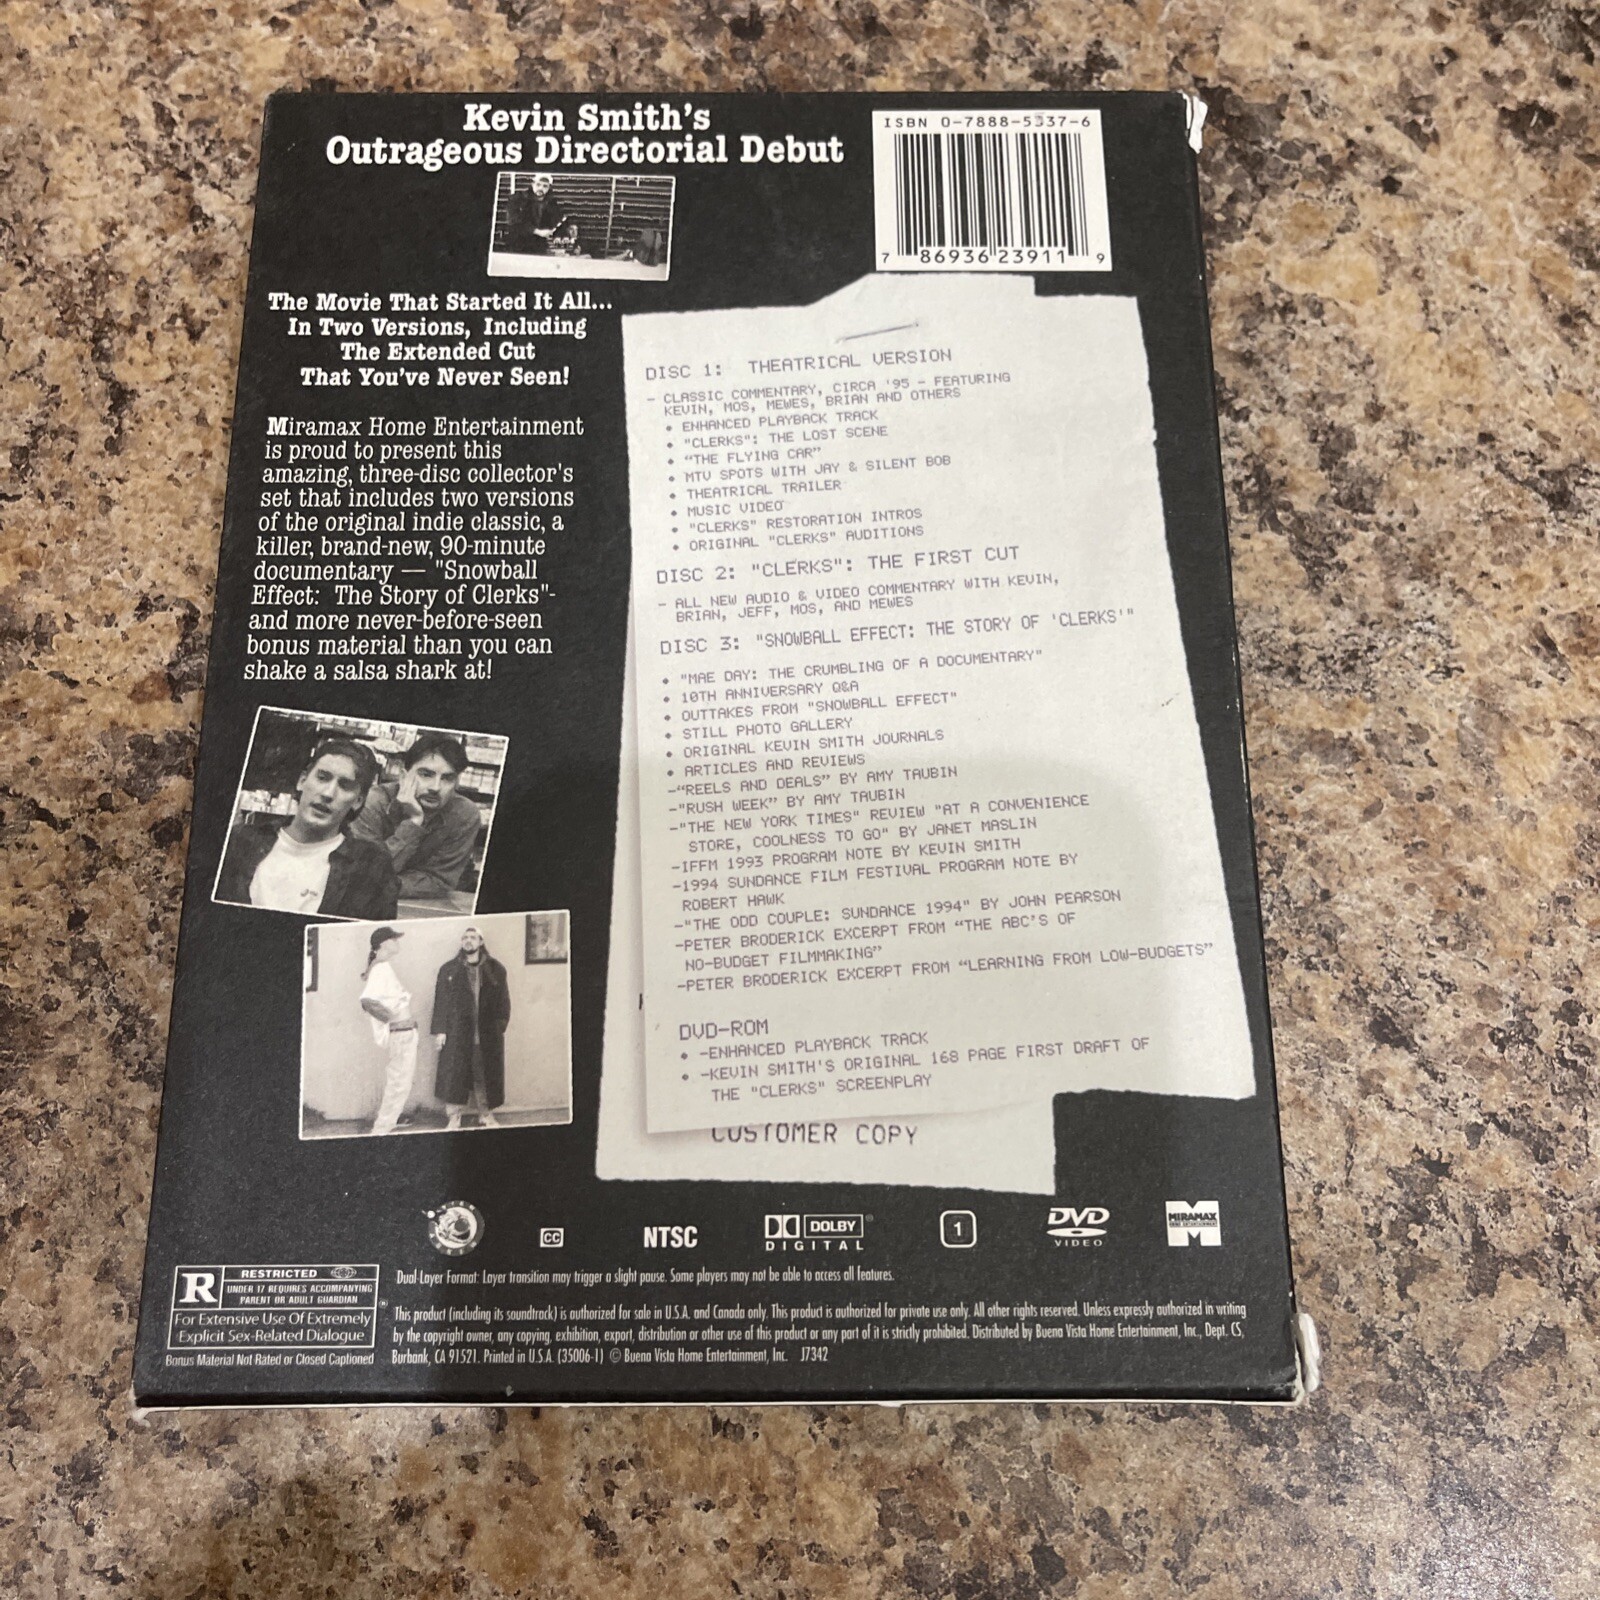 Kevin Smith's
Outrageous Directorial Debut
ISBN 0-7888-5537-6
7 86936 23911 9
The Movie That Started It All...
In Two Versions, Including
The Extended Cut
That You've Never Seen!
Miramax Home Entertainment
is proud to present this
amazing, three-disc collector's
set that includes two versions
of the original indie classic, a
killer, brand-new, 90-minute
documentary — "Snowball
Effect: The Story of Clerks"-
and more never-before-seen
bonus material than you can
shake a salsa shark at!
DISC 1: THEATRICAL VERSION
- CLASSIC COMMENTARY, CIRCA '95 - FEATURING
KEVIN, MOS, MEWES, BRIAN AND OTHERS
• ENHANCED PLAYBACK TRACK
• "CLERKS": THE LOST SCENE
• "THE FLYING CAR"
• MTV SPOTS WITH JAY & SILENT BOB
• THEATRICAL TRAILER
• MUSIC VIDEO
• "CLERKS" RESTORATION INTROS
• ORIGINAL "CLERKS" AUDITIONS
DISC 2: "CLERKS": THE FIRST CUT
- ALL NEW AUDIO & VIDEO COMMENTARY WITH KEVIN,
BRIAN, JEFF, MOS, AND MEWES
DISC 3: "SNOWBALL EFFECT: THE STORY OF 'CLERKS'"
• "MAE DAY: THE CRUMBLING OF A DOCUMENTARY"
• 10TH ANNIVERSARY Q&A
• OUTTAKES FROM "SNOWBALL EFFECT"
• STILL PHOTO GALLERY
• ORIGINAL KEVIN SMITH JOURNALS
• ARTICLES AND REVIEWS
-"REELS AND DEALS" BY AMY TAUBIN
-"RUSH WEEK" BY AMY TAUBIN
-"THE NEW YORK TIMES" REVIEW "AT A CONVENIENCE
STORE, COOLNESS TO GO" BY JANET MASLIN
-IFFM 1993 PROGRAM NOTE BY KEVIN SMITH
-1994 SUNDANCE FILM FESTIVAL PROGRAM NOTE BY
ROBERT HAWK
-"THE ODD COUPLE: SUNDANCE 1994" BY JOHN PEARSON
-PETER BRODERICK EXCERPT FROM "THE ABC'S OF
NO-BUDGET FILMMAKING"
-PETER BRODERICK EXCERPT FROM "LEARNING FROM LOW-BUDGETS"
DVD-ROM
• -ENHANCED PLAYBACK TRACK
• -KEVIN SMITH'S ORIGINAL 168 PAGE FIRST DRAFT OF
THE "CLERKS" SCREENPLAY
CUSTOMER COPY
CC
NTSC
DOLBY
DIGITAL
1
DVD
VIDEO
MIRAMAX
R
RESTRICTED
UNDER 17 REQUIRES ACCOMPANYING
PARENT OR ADULT GUARDIAN
For Extensive Use Of Extremely
Explicit Sex-Related Dialogue
Bonus Material Not Rated or Closed Captioned
Dual-Layer Format: Layer transition may trigger a slight pause. Some players may not be able to access all features.
This product (including its soundtrack) is authorized for sale in U.S.A. and Canada only. This product is authorized for private use only. All other rights reserved. Unless expressly authorized in writing
by the copyright owner, any copying, exhibition, export, distribution or other use of this product or any part of it is strictly prohibited. Distributed by Buena Vista Home Entertainment, Inc., Dept. CS,
Burbank, CA 91521. Printed in U.S.A. (35006-1) © Buena Vista Home Entertainment, Inc. J7342